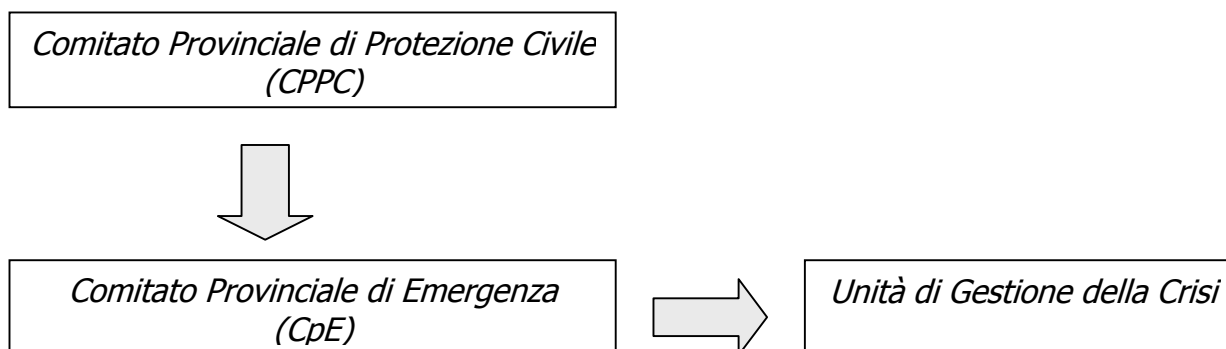 Comitato Provinciale di Protezione Civile
(CPPC)
Comitato Provinciale di Emergenza
(CpE)
Unità di Gestione della Crisi